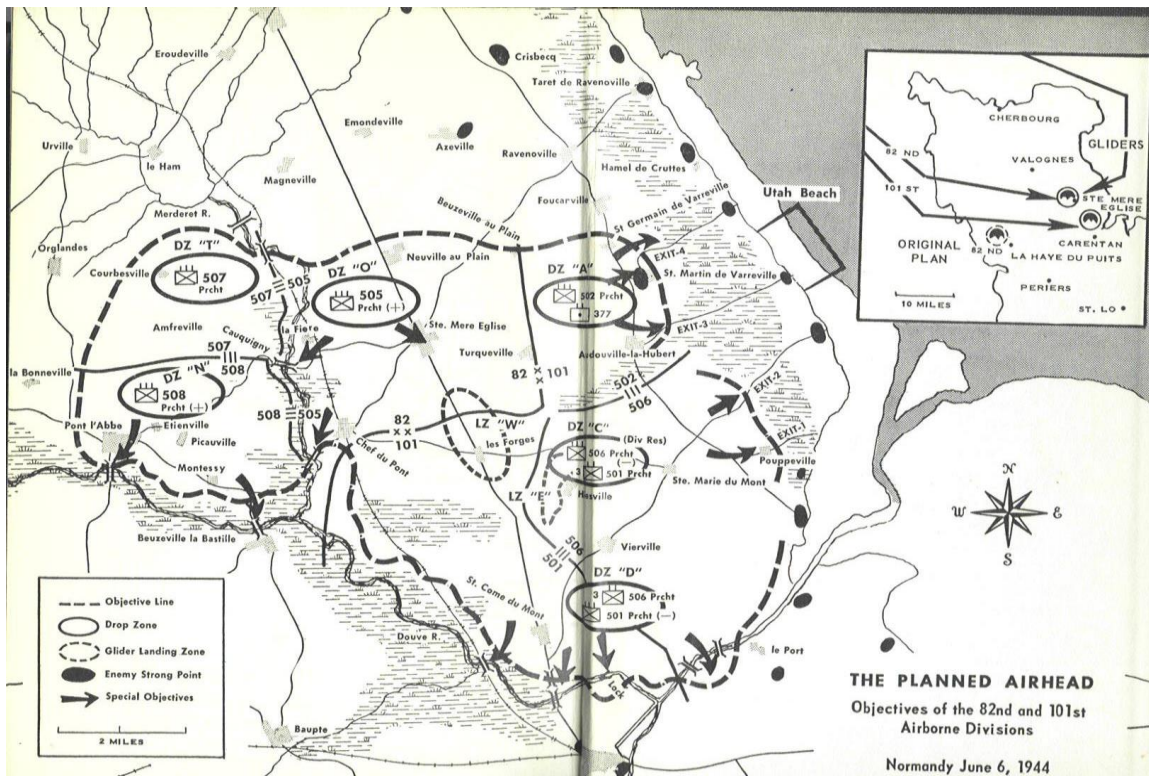 Crisbecq
Eroudeville
Taret de Ravenoville
Emondeville
Azeville
Urville
le Ham
Ravenoville
Magneville
Hamel de Cruttes
Utah Beach
Foucarville
Beuzeville au Plain
St Germain de Varreville
Merderet R.
Orglandes
DZ "T"
Courbesville
507
Prcht
Neuville au Plain
EXIT-4
DZ "O"
505
Prcht (+)
DZ "A"
St. Martin de Varreville
502 Prcht
377
507
III
505
Amfreville
Cauquigny
Fiere
Ste. Mere Eglise
EXIT-3
Turqueville
Audouville-la-Hubert
507
III
508
la Bonneville
DZ "N"
508
Prcht (+)
82
XX
101
502
III
506
EXIT-2
508
III
505
Pont l'Abbe
Etienville
Picauville
82
XX
101
Chef du Pont
LZ "W"
les Forges
DZ "C"
(Div Res)
506 Prcht
(—)
3
501 Prcht
EXIT-1
Pouppeville
Montessy
Ste. Marie du Mont
LZ "E"
Hiesville
Beuzeville la Bastille
506
III
501
Vierville
DZ "D"
3
506 Prcht
501 Prcht (—)
St. Come du Mont
Douve R.
le Port
Lock
Baupte
CHERBOURG
GLIDERS
82 ND
VALOGNES
101 ST
STE MERE
EGLISE
CARENTAN
82 ND
LA HAYE DU PUITS
ORIGINAL
PLAN
PERIERS
10 MILES
ST. LO
N
W
E
S
Objective Line
Drop Zone
Glider Landing Zone
Enemy Strong Point
Special Objectives
2 MILES
THE PLANNED AIRHEAD
Objectives of the 82nd and 101st
Airborne Divisions
Normandy June 6, 1944